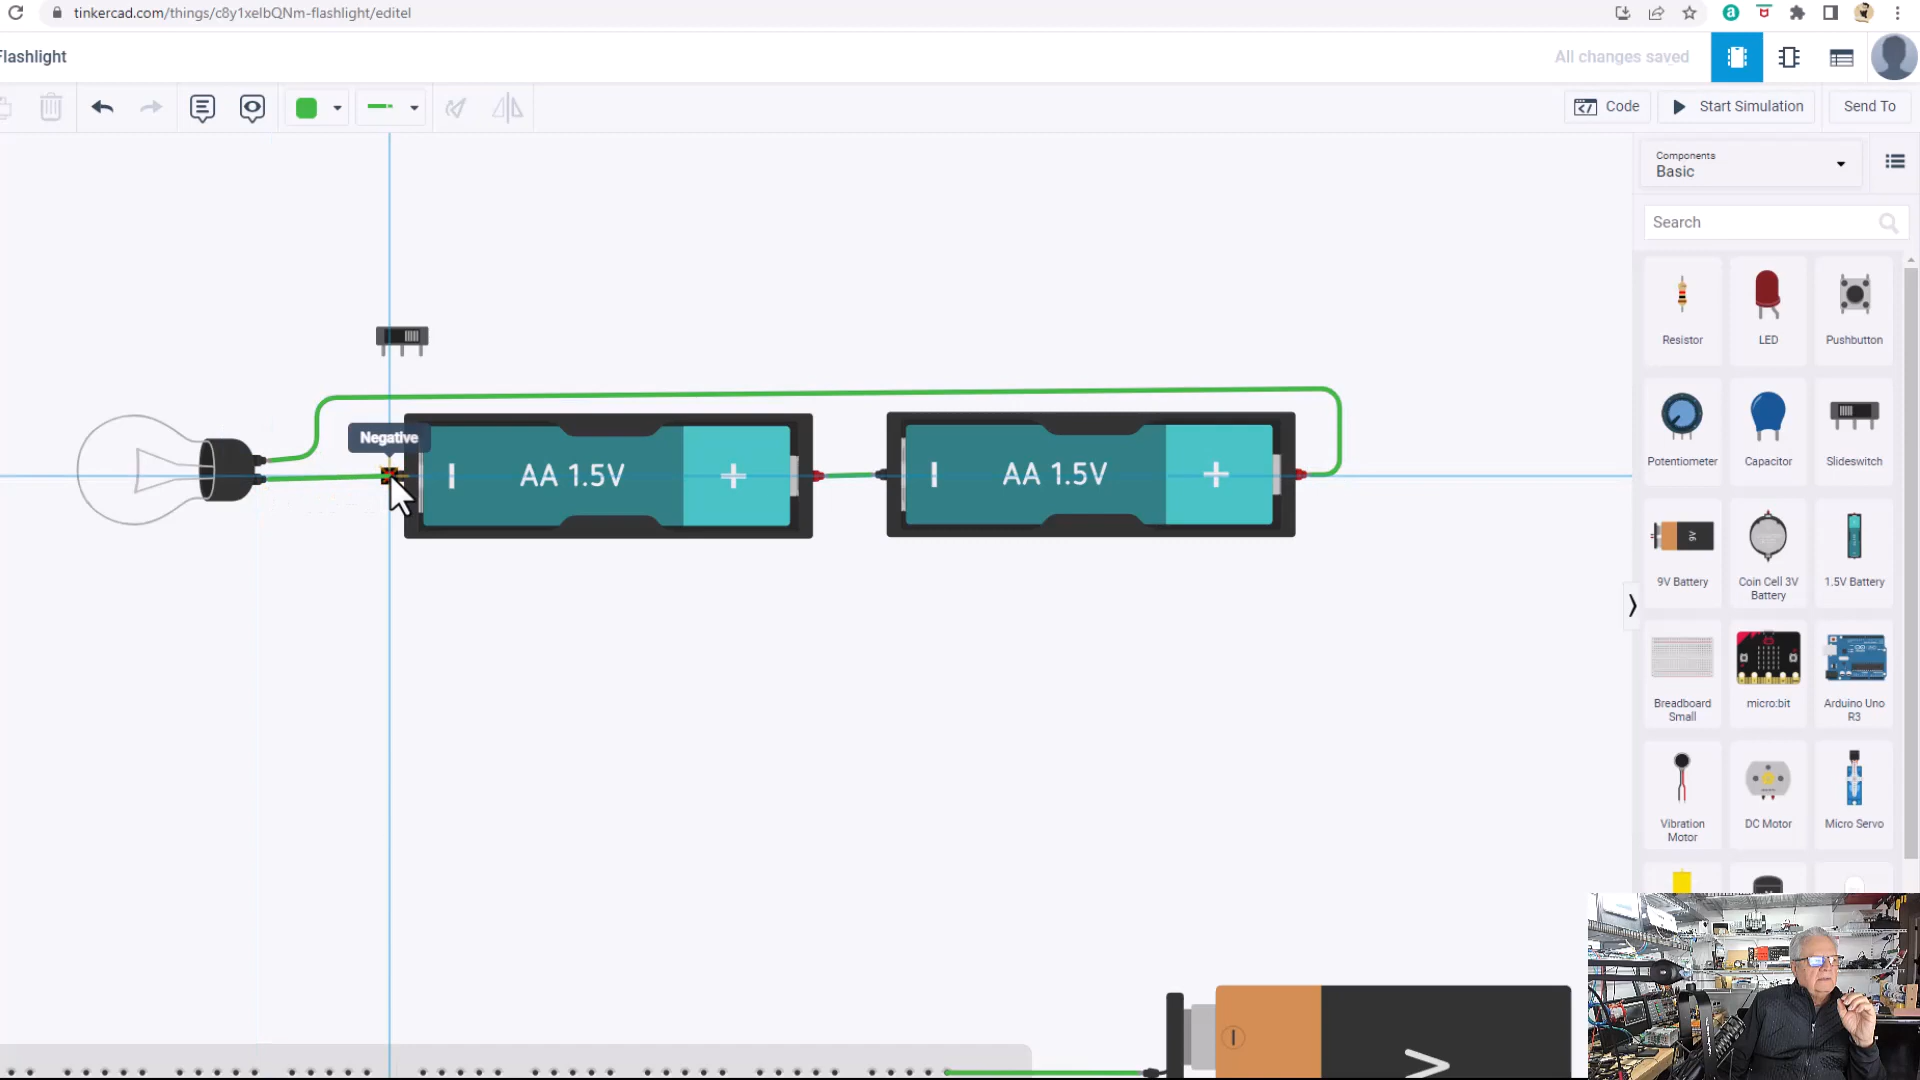 tinkercad.com/things/c8y1xelbQNm-flashlight/editel
Flashlight
All changes saved
Code
Start Simulation
Send To
Components
Basic
Search
Resistor
LED
Pushbutton
Potentiometer
Capacitor
Slideswitch
9V Battery
Coin Cell 3V
Battery
1.5V Battery
Breadboard
Small
micro:bit
Arduino Uno
R3
Vibration
Motor
DC Motor
Micro Servo
Negative
AA 1.5V
AA 1.5V
9V